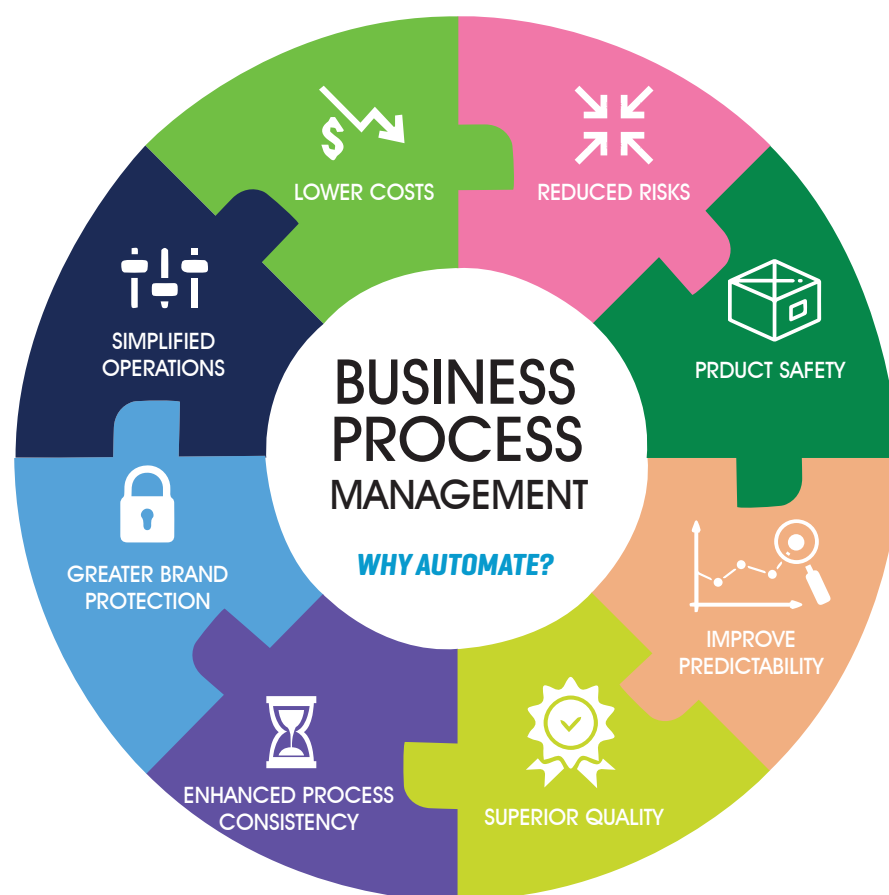 LOWER COSTS
REDUCED RISKS
PRDUCT SAFETY
IMPROVE
PREDICTABILITY
SUPERIOR QUALITY
ENHANCED PROCESS
CONSISTENCY
GREATER BRAND
PROTECTION
SIMPLIFIED
OPERATIONS
BUSINESS
PROCESS
MANAGEMENT
WHY AUTOMATE?
$